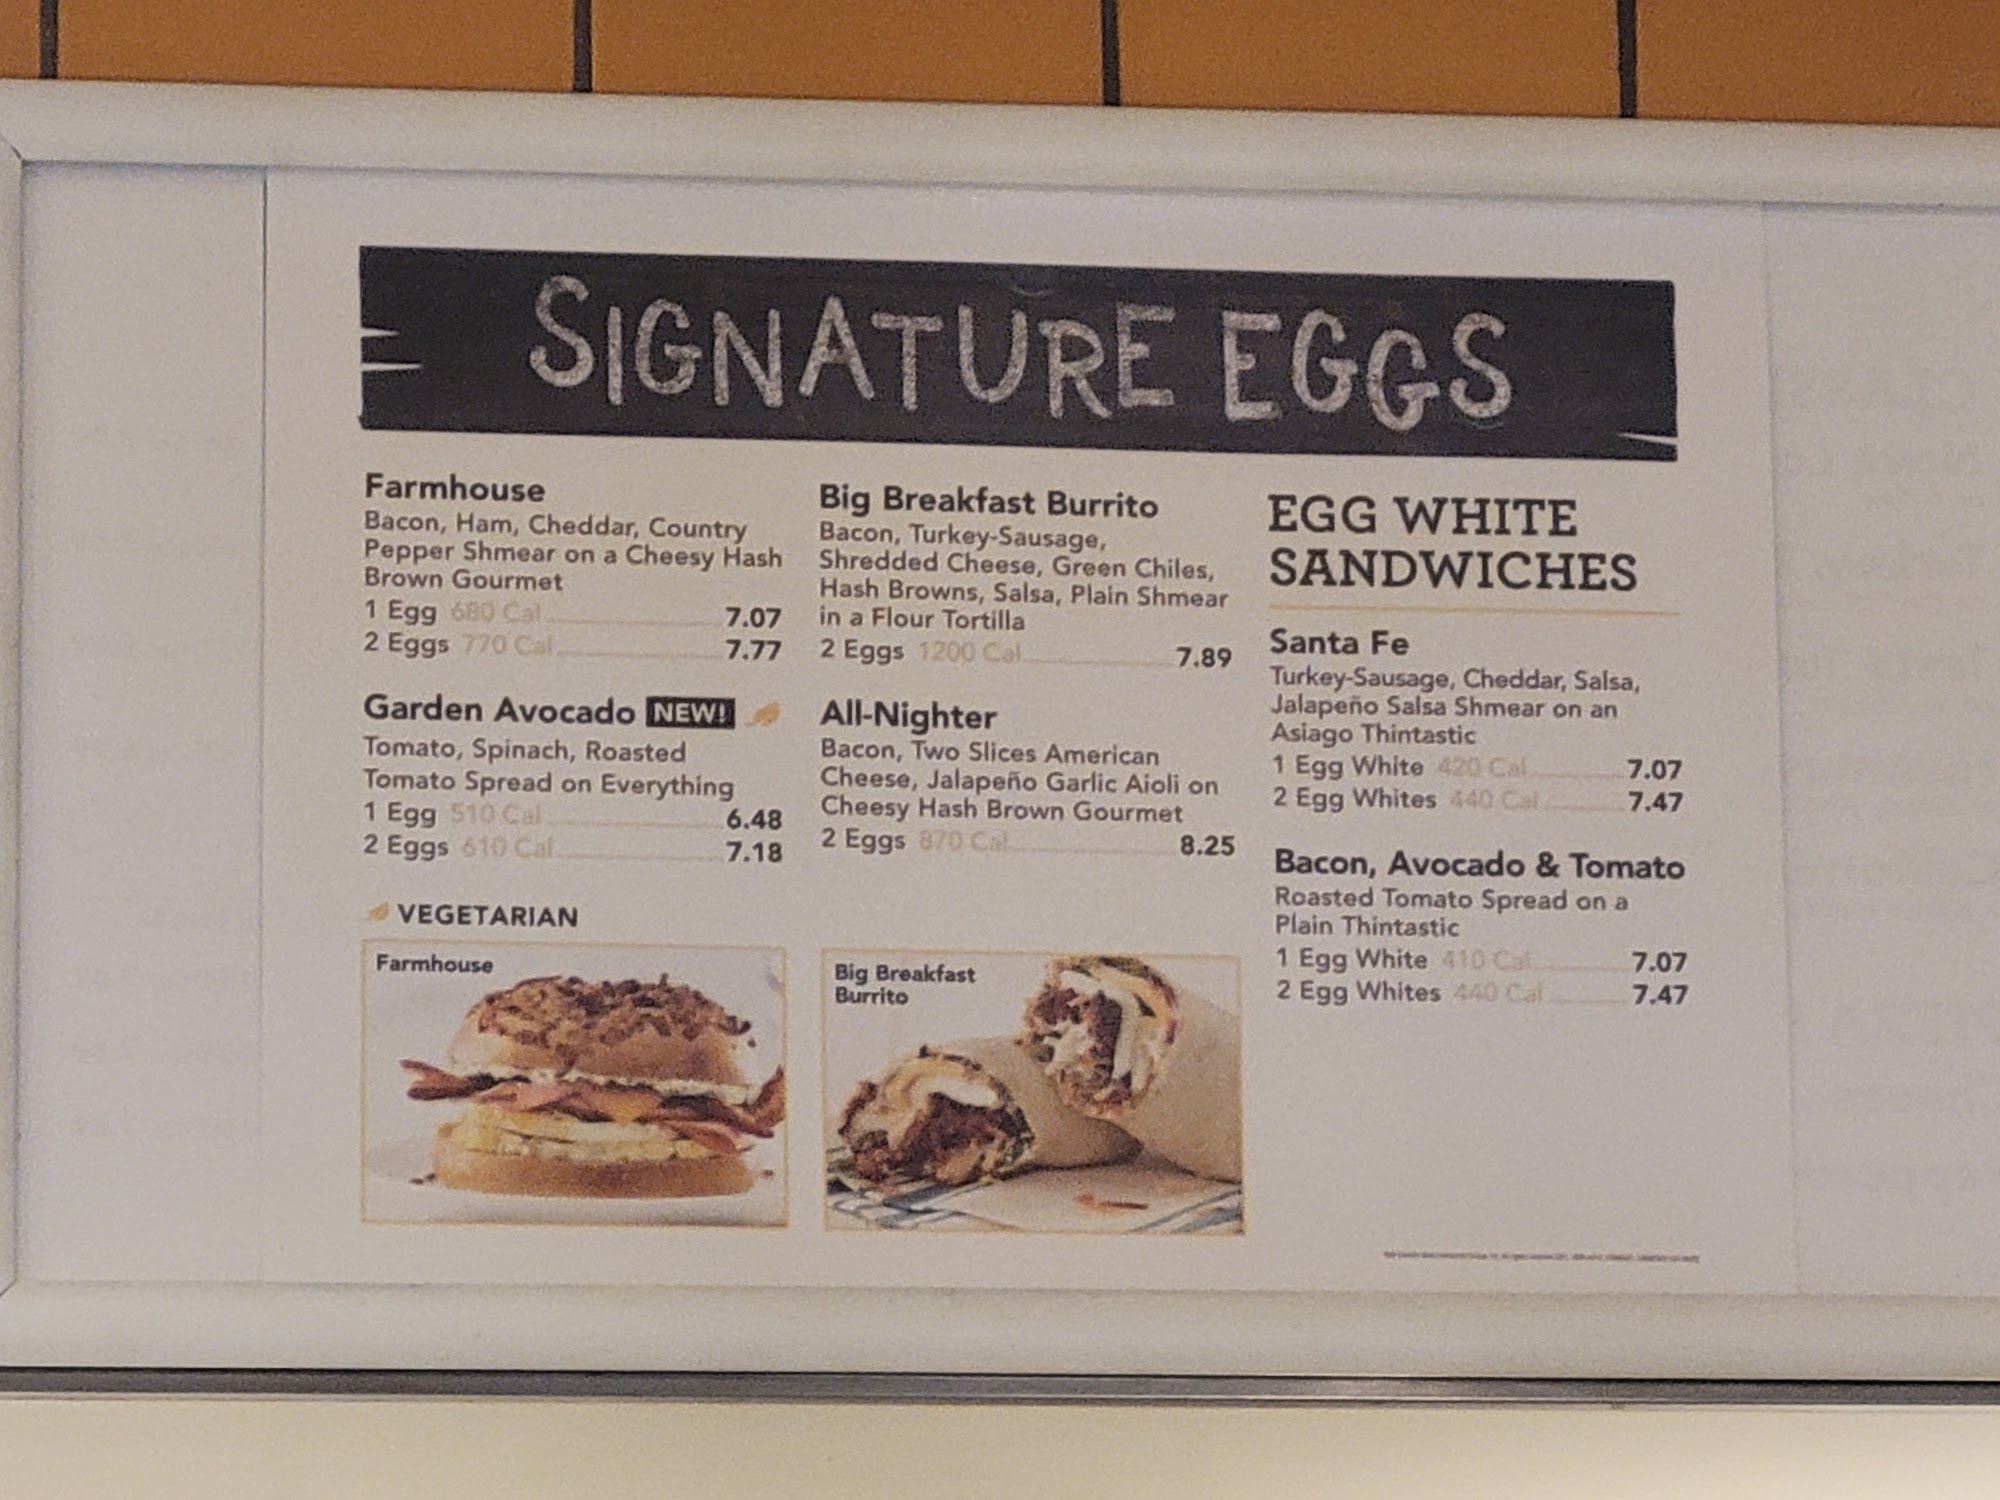 SIGNATURE EGGS
Farmhouse
Bacon, Ham, Cheddar, Country
Pepper Shmear on a Cheesy Hash
Brown Gourmet
1 Egg 680 Cal 7.07
2 Eggs 770 Cal 7.77
Garden Avocado NEW!
Tomato, Spinach, Roasted
Tomato Spread on Everything
1 Egg 510 Cal 6.48
2 Eggs 610 Cal 7.18
VEGETARIAN
Farmhouse
Big Breakfast Burrito
Bacon, Turkey-Sausage,
Shredded Cheese, Green Chiles,
Hash Browns, Salsa, Plain Shmear
in a Flour Tortilla
2 Eggs 1200 Cal 7.89
All-Nighter
Bacon, Two Slices American
Cheese, Jalapeño Garlic Aioli on
Cheesy Hash Brown Gourmet
2 Eggs 870 Cal 8.25
Big Breakfast
Burrito
EGG WHITE
SANDWICHES
Santa Fe
Turkey-Sausage, Cheddar, Salsa,
Jalapeño Salsa Shmear on an
Asiago Thintastic
1 Egg White 420 Cal 7.07
2 Egg Whites 440 Cal 7.47
Bacon, Avocado & Tomato
Roasted Tomato Spread on a
Plain Thintastic
1 Egg White 410 Cal 7.07
2 Egg Whites 440 Cal 7.47